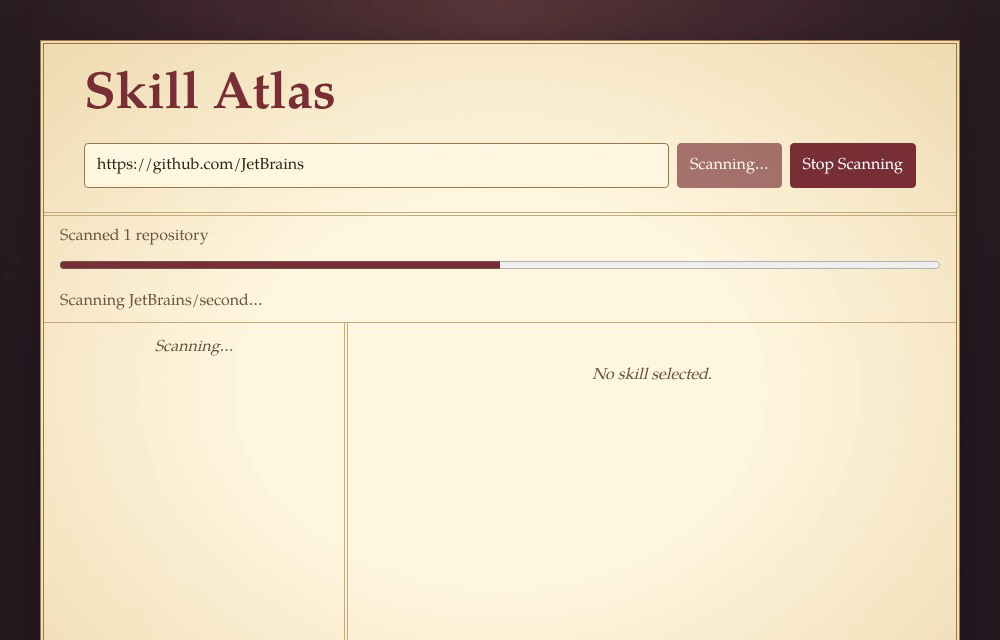 Skill Atlas
https://github.com/JetBrains
Scanning...
Stop Scanning
Scanned 1 repository
Scanning JetBrains/second...
Scanning...
No skill selected.